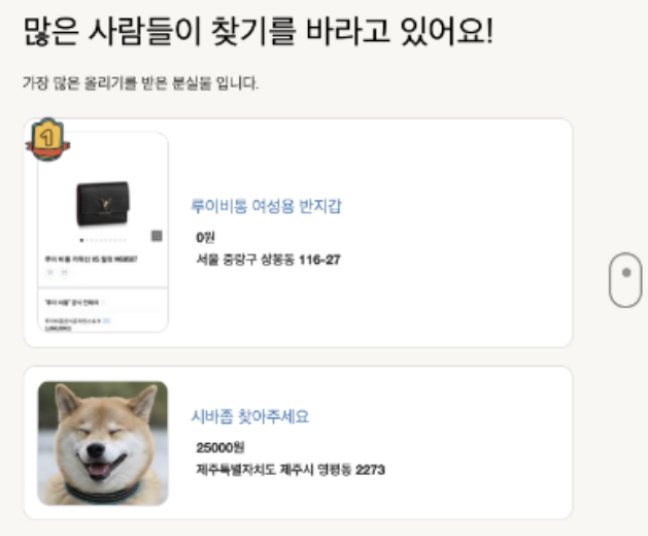 많은 사람들이 찾기를 바라고 있어요!
가장 많은 올리기를 받은 분실물 입니다.
1
루이비통 여성용 반지갑
0원
서울 중랑구 상봉동 116-27
시바좀 찾아주세요
25000원
제주특별자치도 제주시 영평동 2273